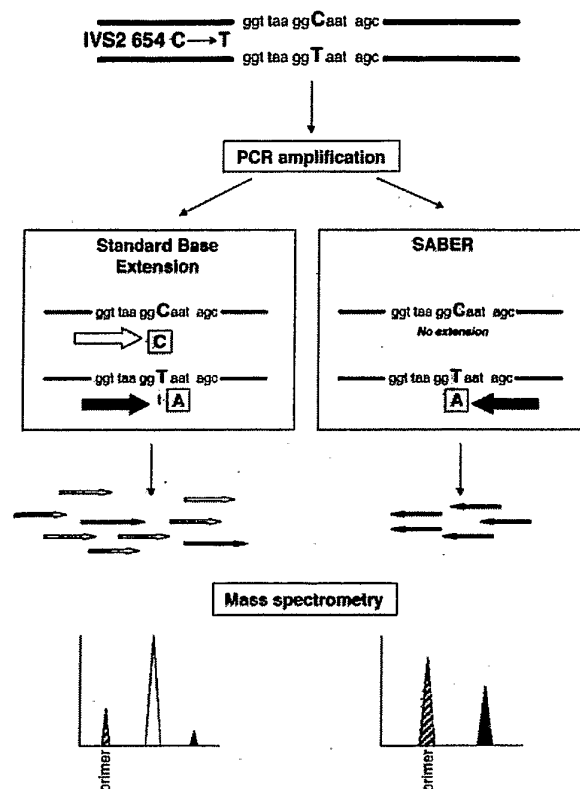 ggt taa ggCaat agc
IVS2 654 C→T
ggt taa ggTaat agc
PCR amplification
Standard Base
Extension
ggt taa ggCaat agc
C
ggt taa ggTaat agc
t A
SABER
ggt taa ggCaat agc
No extension
ggt taa ggTaat agc
A
Mass spectrometry
primer
primer